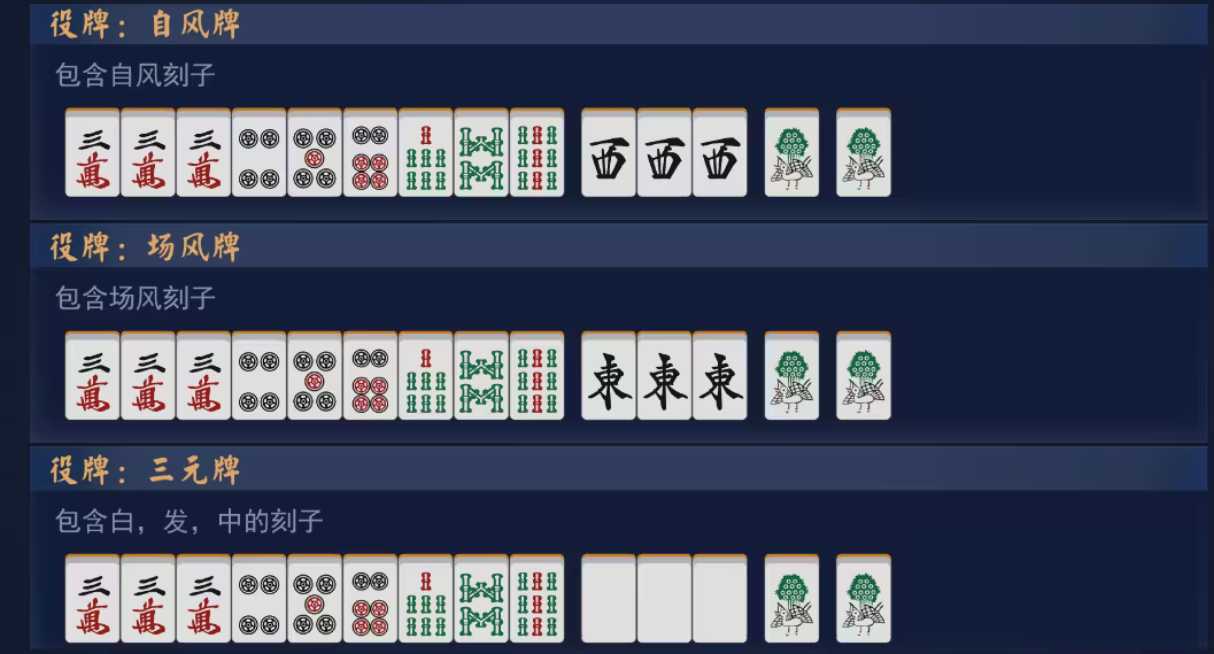 役牌：自风牌
包含自风刻子
三萬 三萬 三萬 西 西 西
役牌：场风牌
包含场风刻子
三萬 三萬 三萬 東 東 東
役牌：三元牌
包含白，发，中的刻子
三萬 三萬 三萬